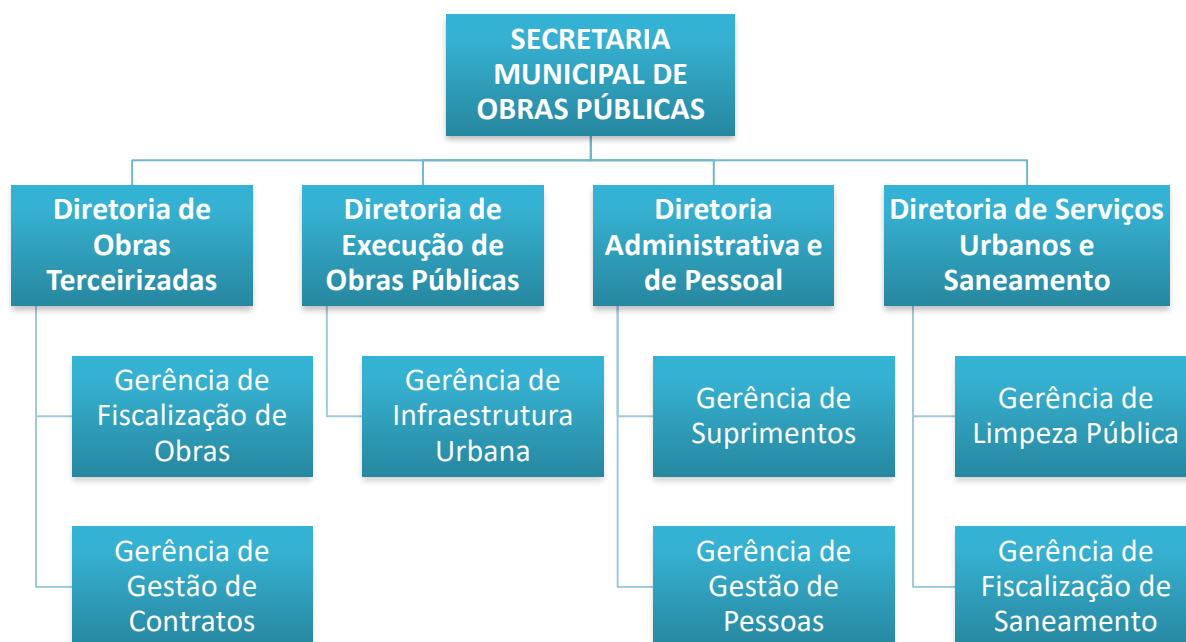 SECRETARIA
MUNICIPAL DE
OBRAS PÚBLICAS
Diretoria de
Obras
Terceirizadas
Diretoria de
Execução de
Obras Públicas
Diretoria
Administrativa e
de Pessoal
Diretoria de Serviços
Urbanos e
Saneamento
Gerência de
Fiscalização de
Obras
Gerência de
Infraestrutura
Urbana
Gerência de
Suprimentos
Gerência de
Limpeza Pública
Gerência de
Gestão de
Contratos
Gerência de
Gestão de
Pessoas
Gerência de
Fiscalização de
Saneamento